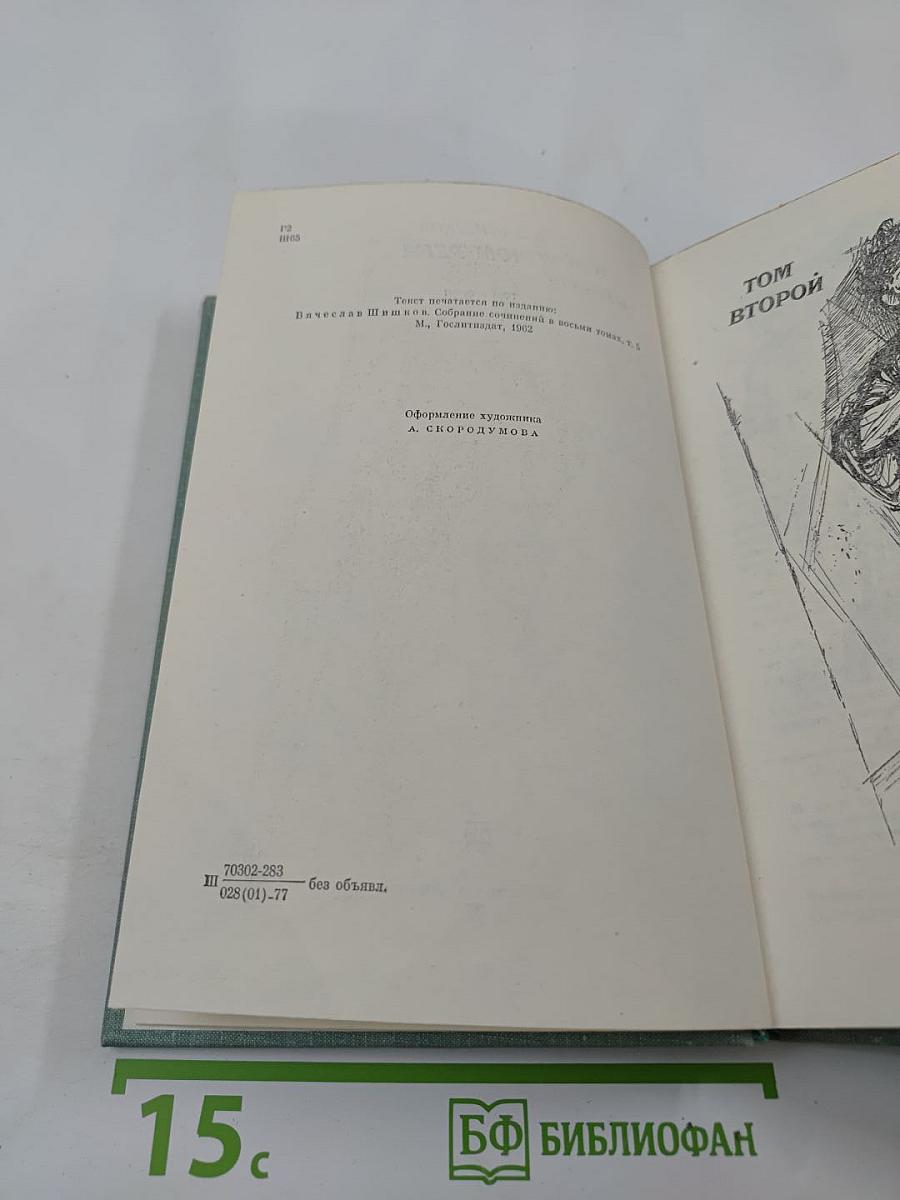 Р2
Ш65
Текст печатается по изданию:
Вячеслав Шишков. Собрание сочинений в восьми томах, т. 5
М., Гослитиздат, 1962
Оформление художника
А. СКОРОДУМОВА
Ш 70302-283
028(01)-77 без объявл.
ТОМ
ВТОРОЙ
15 с
БФ БИБЛИОФАН